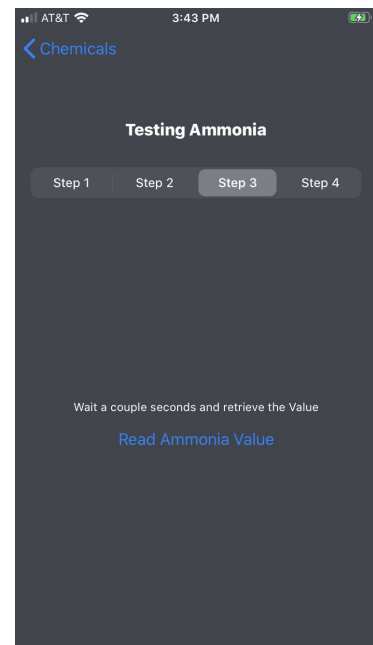 AT&T 3:43 PM
Chemicals
Testing Ammonia
Step 1 Step 2 Step 3 Step 4
Wait a couple seconds and retrieve the Value
Read Ammonia Value